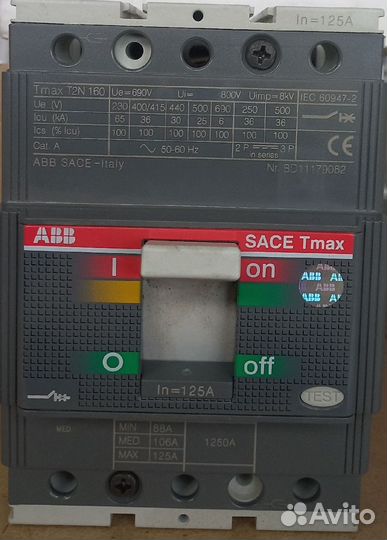 In=125A
Tmax T2N 160 Ue=690V Ui= 800V Uimp=8kV IEC 60947-2
Ue (V) 230 400/415 440 500 690 250 500
Icu (kA) 65 36 30 25 6 36 36
Ics (% Icu) 100 100 100 100 100 100 100
Cat. A 50-60 Hz 2 P 3 P
in series
ABB SACE-Italy Nr. BD11179082
CE
ABB SACE Tmax
I on
ABB ABB
O off
In=125A
TEST
MED
MIN 88A
MED 106A 1250A
MAX 125A
Avito